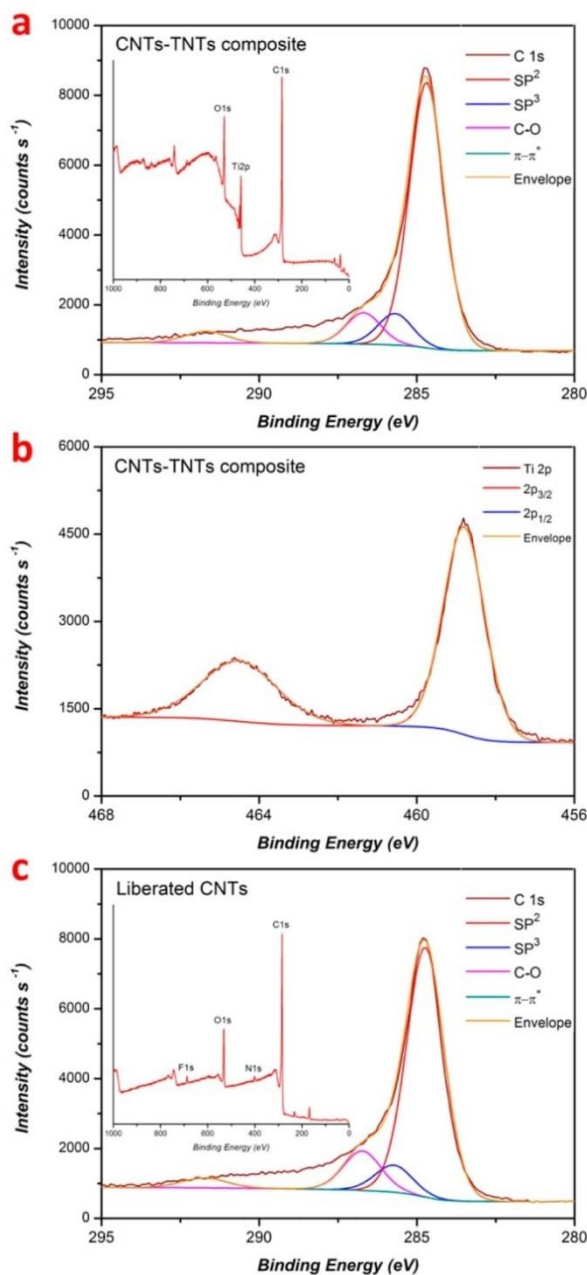 a
CNTs-TNTs composite
C 1s
SP²
SP³
C-O
π-π*
Envelope
C1s
O1s
Ti2p
1000 800 600 400 200 0
Binding Energy (eV)
10000
8000
6000
4000
2000
0
Intensity (counts s⁻¹)
295 290 285 280
Binding Energy (eV)
b
CNTs-TNTs composite
Ti 2p
2p₃/₂
2p₁/₂
Envelope
6000
4500
3000
1500
0
Intensity (counts s⁻¹)
468 464 460 456
Binding Energy (eV)
c
Liberated CNTs
C 1s
SP²
SP³
C-O
π-π*
Envelope
C1s
O1s
F1s
N1s
1000 800 600 400 200 0
Binding Energy (eV)
10000
8000
6000
4000
2000
0
Intensity (counts s⁻¹)
295 290 285 280
Binding Energy (eV)